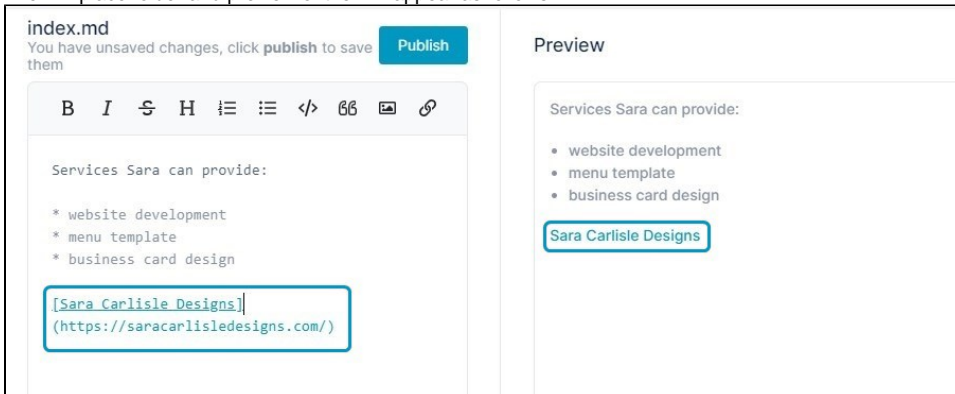 index.md
You have unsaved changes, click publish to save
them
Publish
B I S H </> 66
Services Sara can provide:
* website development
* menu template
* business card design
[Sara Carlisle Designs]
(https://saracarlisledesigns.com/)
Preview
Services Sara can provide:
• website development
• menu template
• business card design
Sara Carlisle Designs